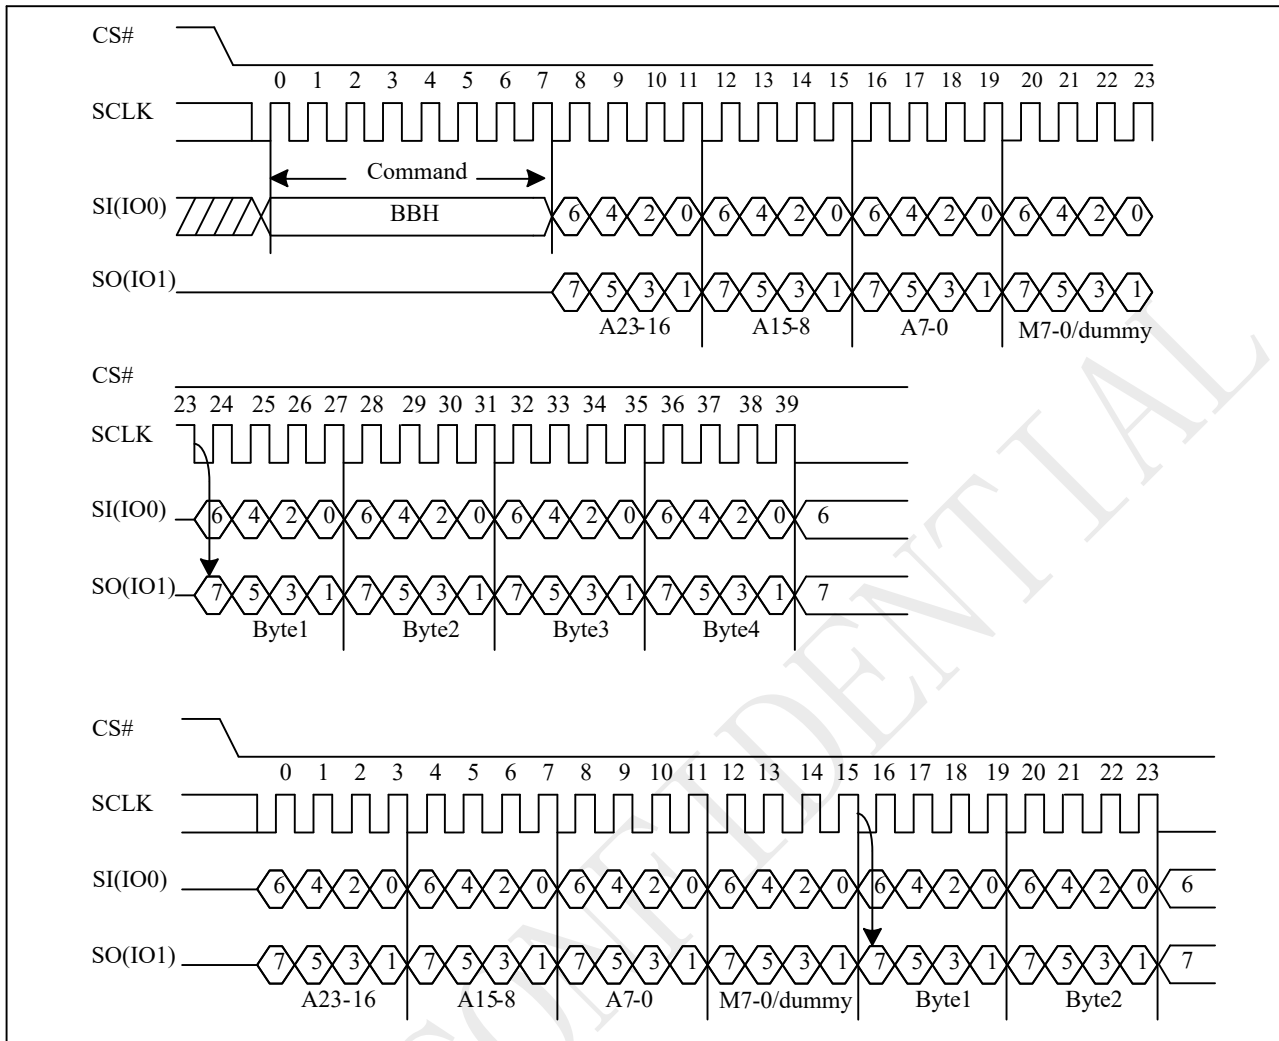 CS#
0 1 2 3 4 5 6 7 8 9 10 11 12 13 14 15 16 17 18 19 20 21 22 23
SCLK
Command
SI(IO0) BBH 6 4 2 0 6 4 2 0 6 4 2 0 6 4 2 0
SO(IO1) 7 5 3 1 7 5 3 1 7 5 3 1 7 5 3 1
A23-16 A15-8 A7-0 M7-0/dummy
CS#
23 24 25 26 27 28 29 30 31 32 33 34 35 36 37 38 39
SCLK
SI(IO0) 6 4 2 0 6 4 2 0 6 4 2 0 6 4 2 0 6
SO(IO1) 7 5 3 1 7 5 3 1 7 5 3 1 7 5 3 1 7
Byte1 Byte2 Byte3 Byte4
CS#
0 1 2 3 4 5 6 7 8 9 10 11 12 13 14 15 16 17 18 19 20 21 22 23
SCLK
SI(IO0) 6 4 2 0 6 4 2 0 6 4 2 0 6 4 2 0 6 4 2 0 6 4 2 0 6
SO(IO1) 7 5 3 1 7 5 3 1 7 5 3 1 7 5 3 1 7 5 3 1 7 5 3 1 7
A23-16 A15-8 A7-0 M7-0/dummy Byte1 Byte2
CONFIDENTIAL